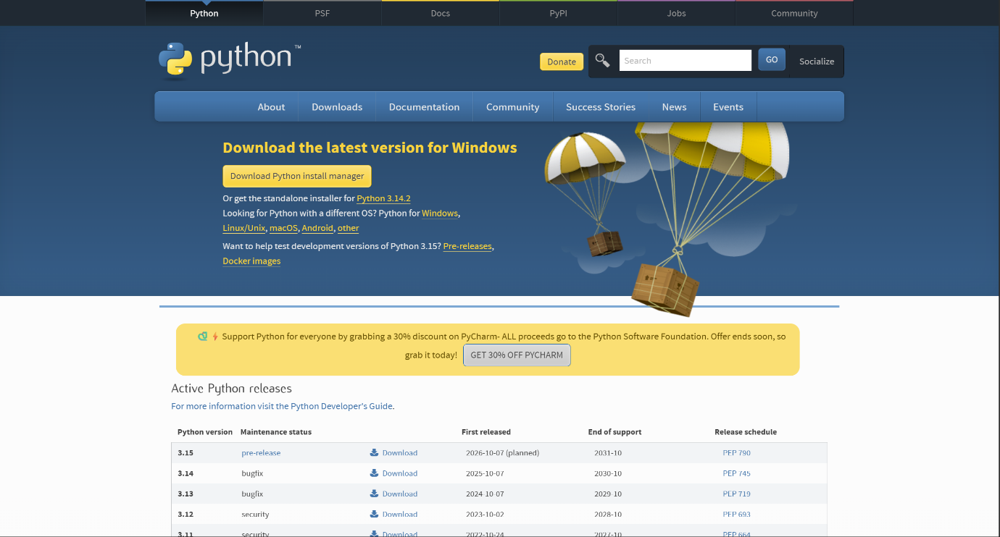 Python PSF Docs PyPI Jobs Community
python™
Donate Search GO Socialize
About Downloads Documentation Community Success Stories News Events
Download the latest version for Windows
Download Python install manager
Or get the standalone installer for Python 3.14.2
Looking for Python with a different OS? Python for Windows,
Linux/Unix, macOS, Android, other
Want to help test development versions of Python 3.15? Pre-releases,
Docker images
Support Python for everyone by grabbing a 30% discount on PyCharm- ALL proceeds go to the Python Software Foundation. Offer ends soon, so
grab it today! GET 30% OFF PYCHARM
Active Python releases
For more information visit the Python Developer's Guide.
Python version Maintenance status First released End of support Release schedule
3.15 pre-release Download 2026-10-07 (planned) 2031-10 PEP 790
3.14 bugfix Download 2025-10-07 2030-10 PEP 745
3.13 bugfix Download 2024-10-07 2029-10 PEP 719
3.12 security Download 2023-10-02 2028-10 PEP 693
3.11 security Download 2022-10-24 2027-10 PEP 664